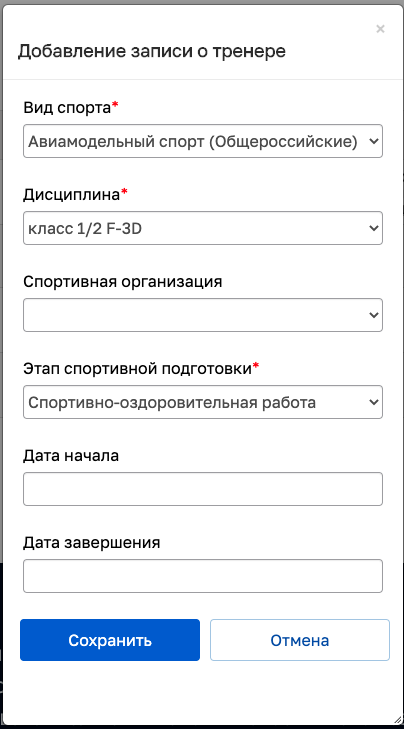 ×
Добавление записи о тренере
Вид спорта*
Авиамодельный спорт (Общероссийские)
Дисциплина*
класс 1/2 F-3D
Спортивная организация
Этап спортивной подготовки*
Спортивно-оздоровительная работа
Дата начала
Дата завершения
Сохранить Отмена